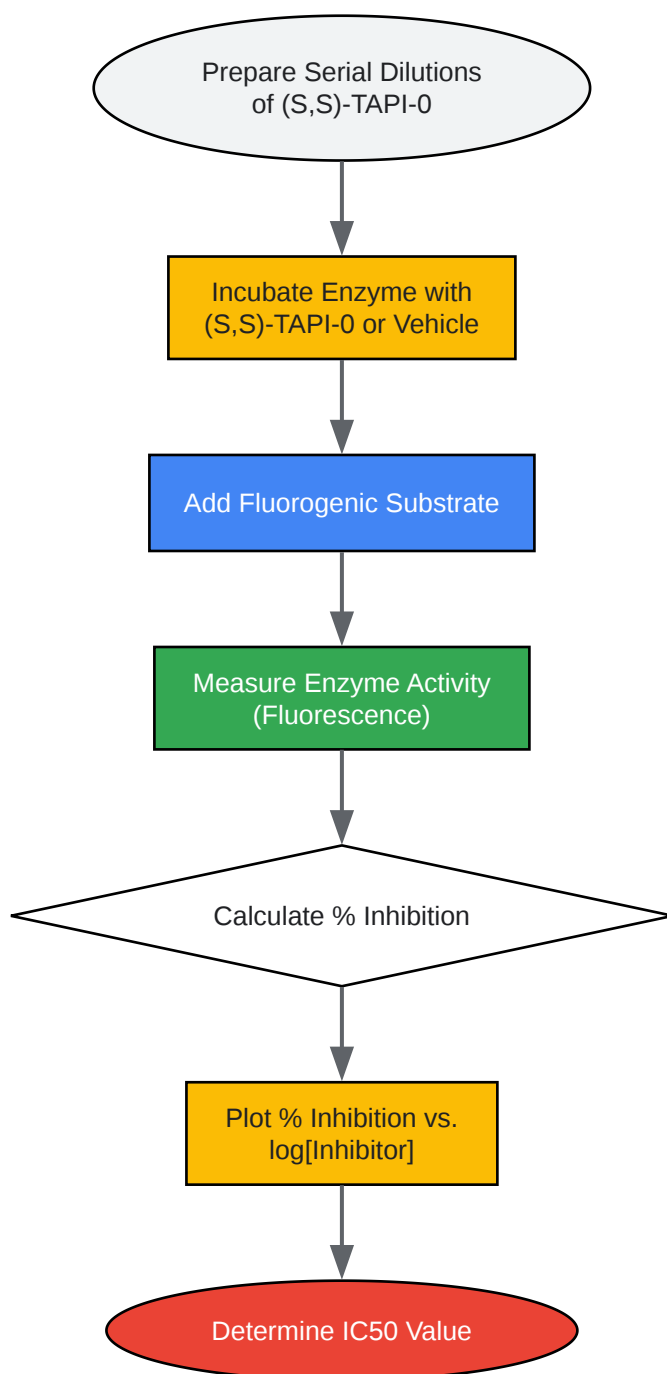 Prepare Serial Dilutions
of (S,S)-TAPI-0
Incubate Enzyme with
(S,S)-TAPI-0 or Vehicle
Add Fluorogenic Substrate
Measure Enzyme Activity
(Fluorescence)
Calculate % Inhibition
Plot % Inhibition vs.
log[Inhibitor]
Determine IC50 Value